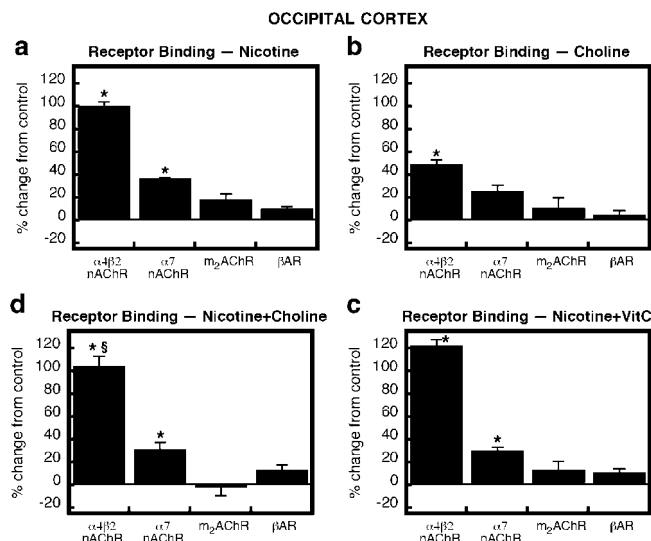 OCCIPITAL CORTEX
a
Receptor Binding — Nicotine
% change from control
120
100
80
60
40
20
0
-20
*
*
α4β2 nAChR
α7 nAChR
m2AChR
βAR
b
Receptor Binding — Choline
% change from control
120
100
80
60
40
20
0
-20
*
α4β2 nAChR
α7 nAChR
m2AChR
βAR
d
Receptor Binding — Nicotine+Choline
% change from control
120
100
80
60
40
20
0
-20
* §
*
α4β2 nAChR
α7 nAChR
m2AChR
βAR
c
Receptor Binding — Nicotine+VitC
% change from control
120
100
80
60
40
20
0
-20
*
*
α4β2 nAChR
α7 nAChR
m2AChR
βAR